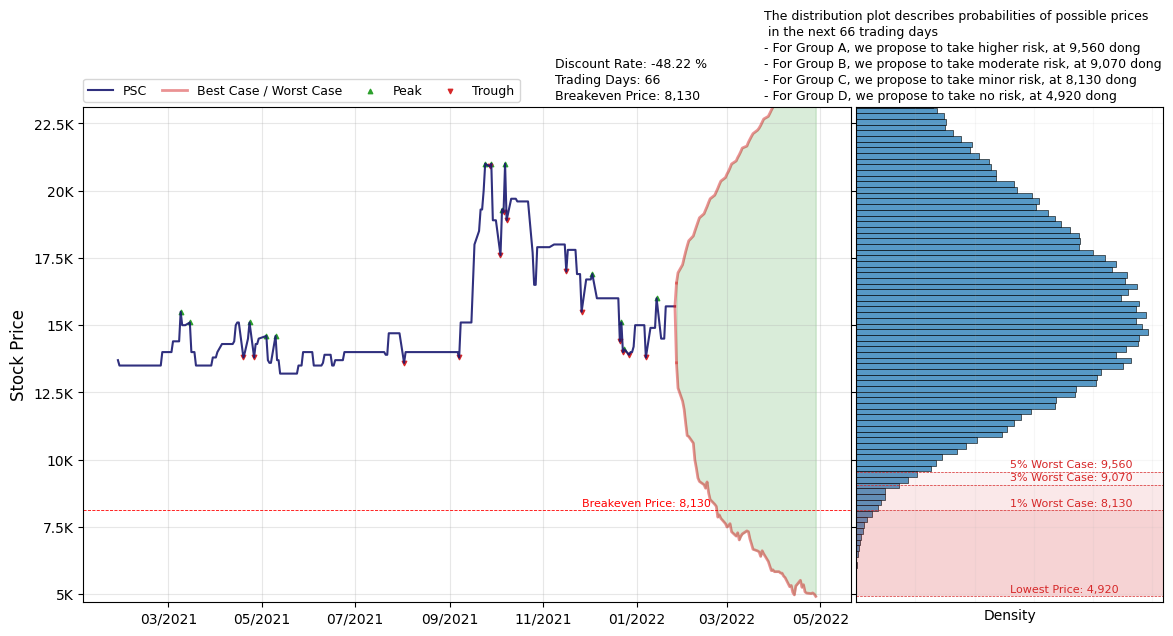 The distribution plot describes probabilities of possible prices
in the next 66 trading days
- For Group A, we propose to take higher risk, at 9,560 dong
- For Group B, we propose to take moderate risk, at 9,070 dong
- For Group C, we propose to take minor risk, at 8,130 dong
- For Group D, we propose to take no risk, at 4,920 dong
Discount Rate: -48.22 %
Trading Days: 66
Breakeven Price: 8,130
PSC
Best Case / Worst Case
Peak
Trough
Stock Price
22.5K
20K
17.5K
15K
12.5K
10K
7.5K
5K
Breakeven Price: 8,130
03/2021
05/2021
07/2021
09/2021
11/2021
01/2022
03/2022
05/2022
5% Worst Case: 9,560
3% Worst Case: 9,070
1% Worst Case: 8,130
Lowest Price: 4,920
Density